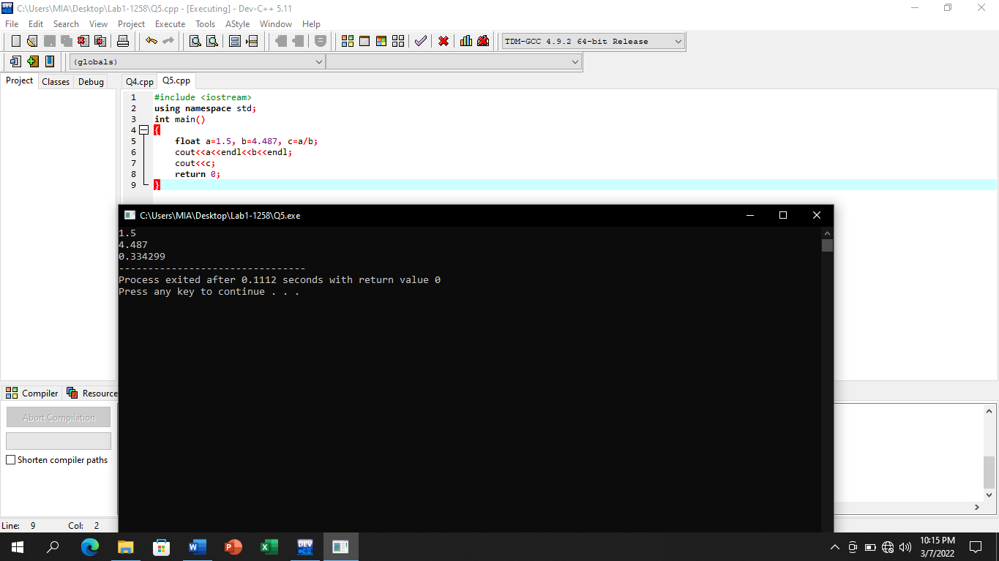 C:\Users\MIA\Desktop\Lab1-1258\Q5.cpp - [Executing] - Dev-C++ 5.11
File Edit Search View Project Execute Tools AStyle Window Help
TDM-GCC 4.9.2 64-bit Release
(globals)
Project Classes Debug Q4.cpp Q5.cpp
1 #include <iostream>
2 using namespace std;
3 int main()
4 {
5 float a=1.5, b=4.487, c=a/b;
6 cout<<a<<endl<<b<<endl;
7 cout<<c;
8 return 0;
9 }
C:\Users\MIA\Desktop\Lab1-1258\Q5.exe
1.5
4.487
0.334299
--------------------------------
Process exited after 0.1112 seconds with return value 0
Press any key to continue . . .
Compiler Resource
Abort Compilation
Shorten compiler paths
Line: 9 Col: 2
DEV C++
10:15 PM
3/7/2022